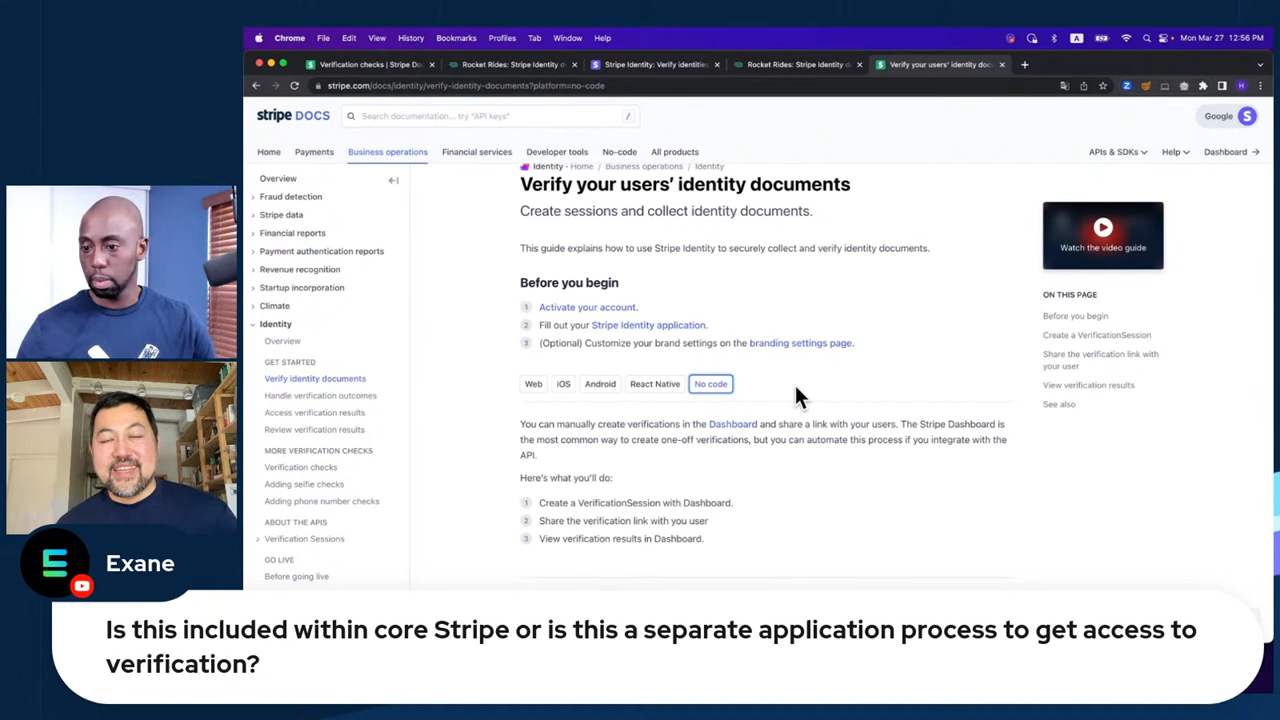 Chrome File Edit View History Bookmarks Profiles Tab Window Help
A
Mon Mar 27 12:56 PM
Verification checks | Stripe Do
Rocket Rides: Stripe Identity d
Stripe Identity: Verify identities
Rocket Rides: Stripe Identity d
Verify your users' identity doc
stripe.com/docs/identity/verify-identity-documents?platform=no-code
stripe DOCS
Search documentation... try "API keys"
/
Google
S
Home Payments Business operations Financial services Developer tools No-code All products
APIs & SDKs Help Dashboard →
Overview
Fraud detection
Stripe data
Financial reports
Payment authentication reports
Revenue recognition
Startup incorporation
Climate
Identity
Overview
GET STARTED
Verify identity documents
Handle verification outcomes
Access verification results
Review verification results
MORE VERIFICATION CHECKS
Verification checks
Adding selfie checks
Adding phone number checks
ABOUT THE APIS
Verification Sessions
GO LIVE
Before going live
Identity · Home / Business operations / Identity
Verify your users' identity documents
Create sessions and collect identity documents.
This guide explains how to use Stripe Identity to securely collect and verify identity documents.
Before you begin
1 Activate your account.
2 Fill out your Stripe Identity application.
3 (Optional) Customize your brand settings on the branding settings page.
Web iOS Android React Native No code
You can manually create verifications in the Dashboard and share a link with your users. The Stripe Dashboard is
the most common way to create one-off verifications, but you can automate this process if you integrate with the
API.
Here's what you'll do:
1 Create a VerificationSession with Dashboard.
2 Share the verification link with you user
3 View verification results in Dashboard.
Watch the video guide
ON THIS PAGE
Before you begin
Create a VerificationSession
Share the verification link with
your user
View verification results
See also
Exane
Is this included within core Stripe or is this a separate application process to get access to
verification?